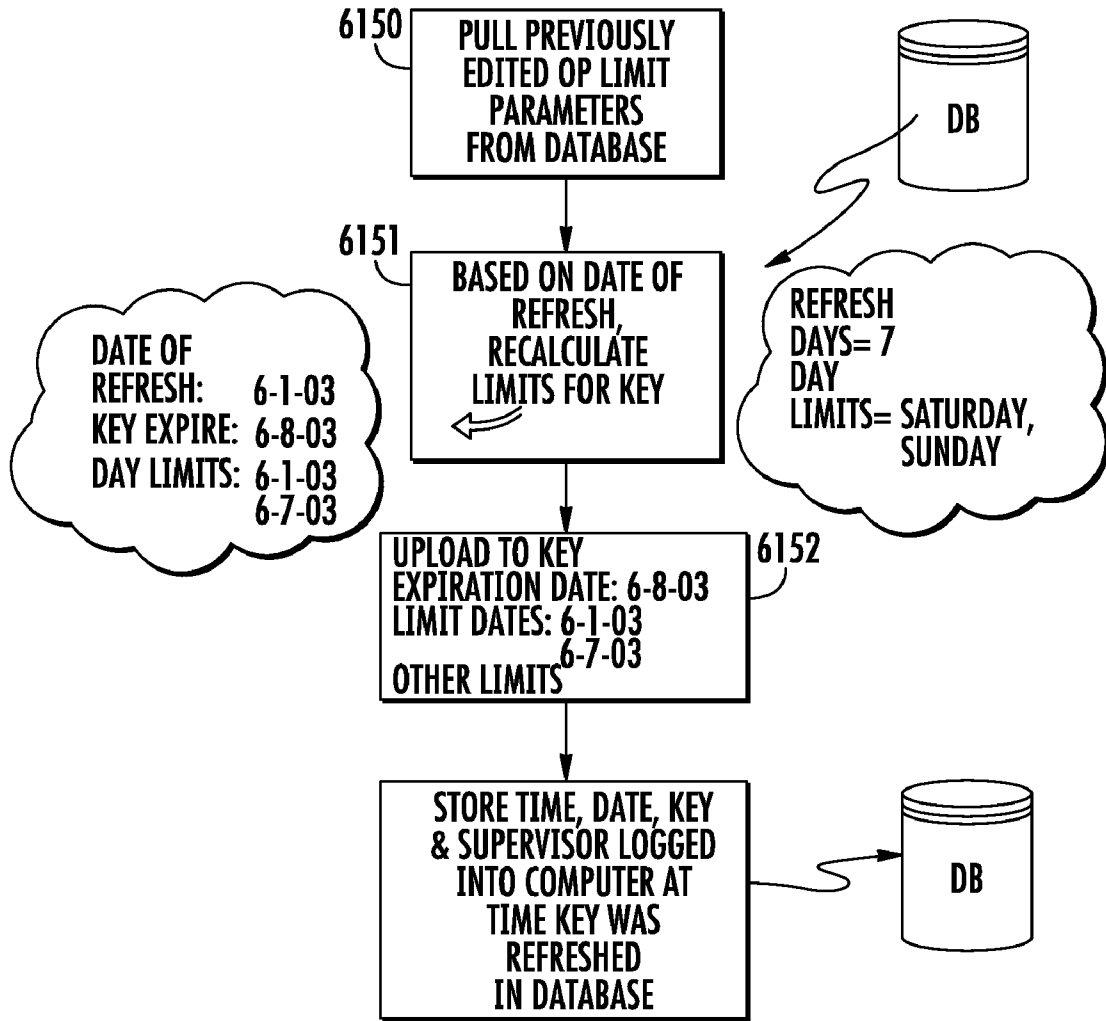 6150
PULL PREVIOUSLY
EDITED OP LIMIT
PARAMETERS
FROM DATABASE
DB
6151
BASED ON DATE OF
REFRESH,
RECALCULATE
LIMITS FOR KEY
DATE OF
REFRESH: 6-1-03
KEY EXPIRE: 6-8-03
DAY LIMITS: 6-1-03
6-7-03
REFRESH
DAYS= 7
DAY
LIMITS= SATURDAY,
SUNDAY
6152
UPLOAD TO KEY
EXPIRATION DATE: 6-8-03
LIMIT DATES: 6-1-03
6-7-03
OTHER LIMITS
STORE TIME, DATE, KEY
& SUPERVISOR LOGGED
INTO COMPUTER AT
TIME KEY WAS
REFRESHED
IN DATABASE
DB